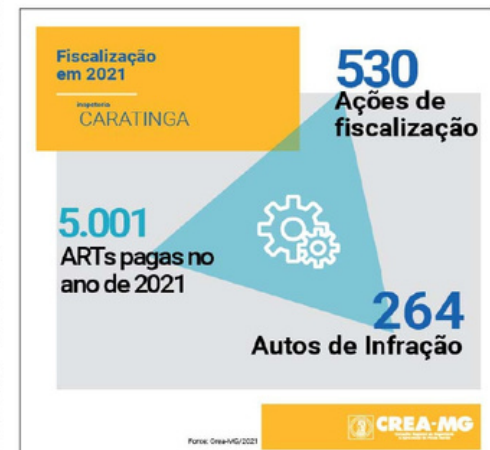 Fiscalização
em 2021
Inspetoria
CARATINGA
530
Ações de
fiscalização
5.001
ARTs pagas no
ano de 2021
264
Autos de Infração
CREA-MG
Fonte: Crea-MG/2021